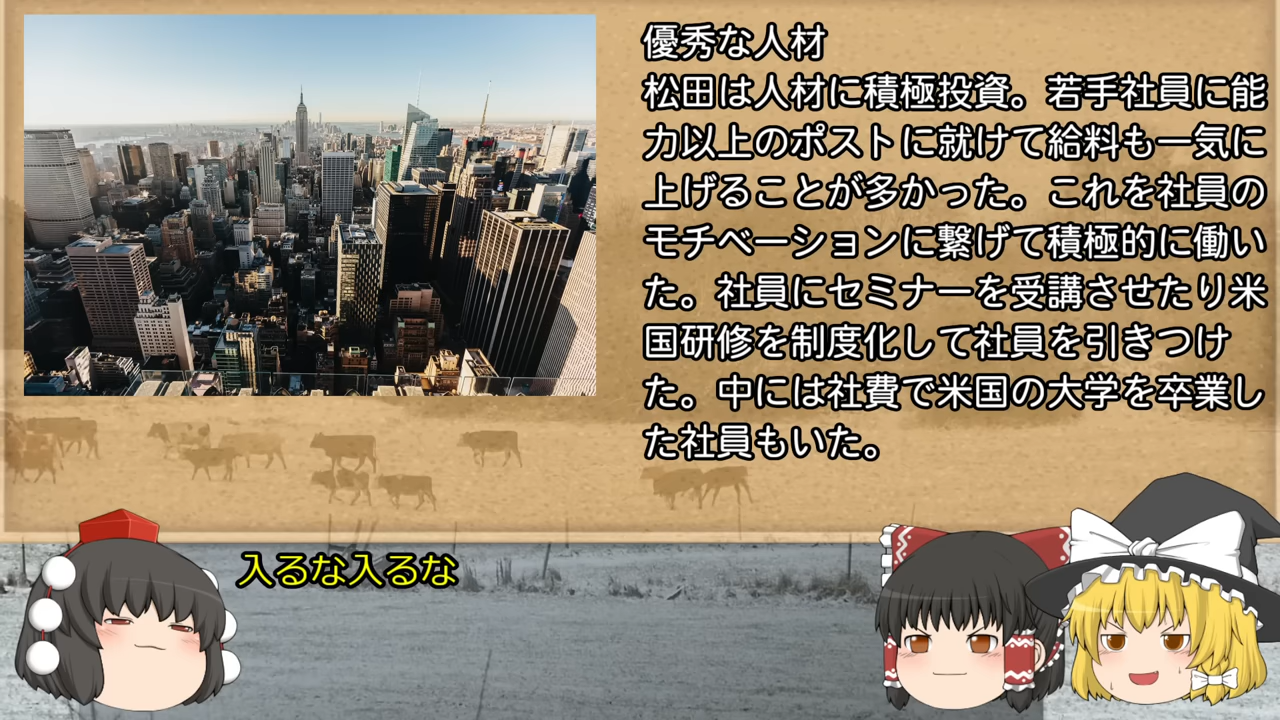 優秀な人材
松田は人材に積極投資。若手社員に能
力以上のポストに就けて給料も一気に
上げることが多かった。これを社員の
モチベーションに繋げて積極的に働い
た。社員にセミナーを受講させたり米
国研修を制度化して社員を引きつけ
た。中には社費で米国の大学を卒業し
た社員もいた。
入るな入るな